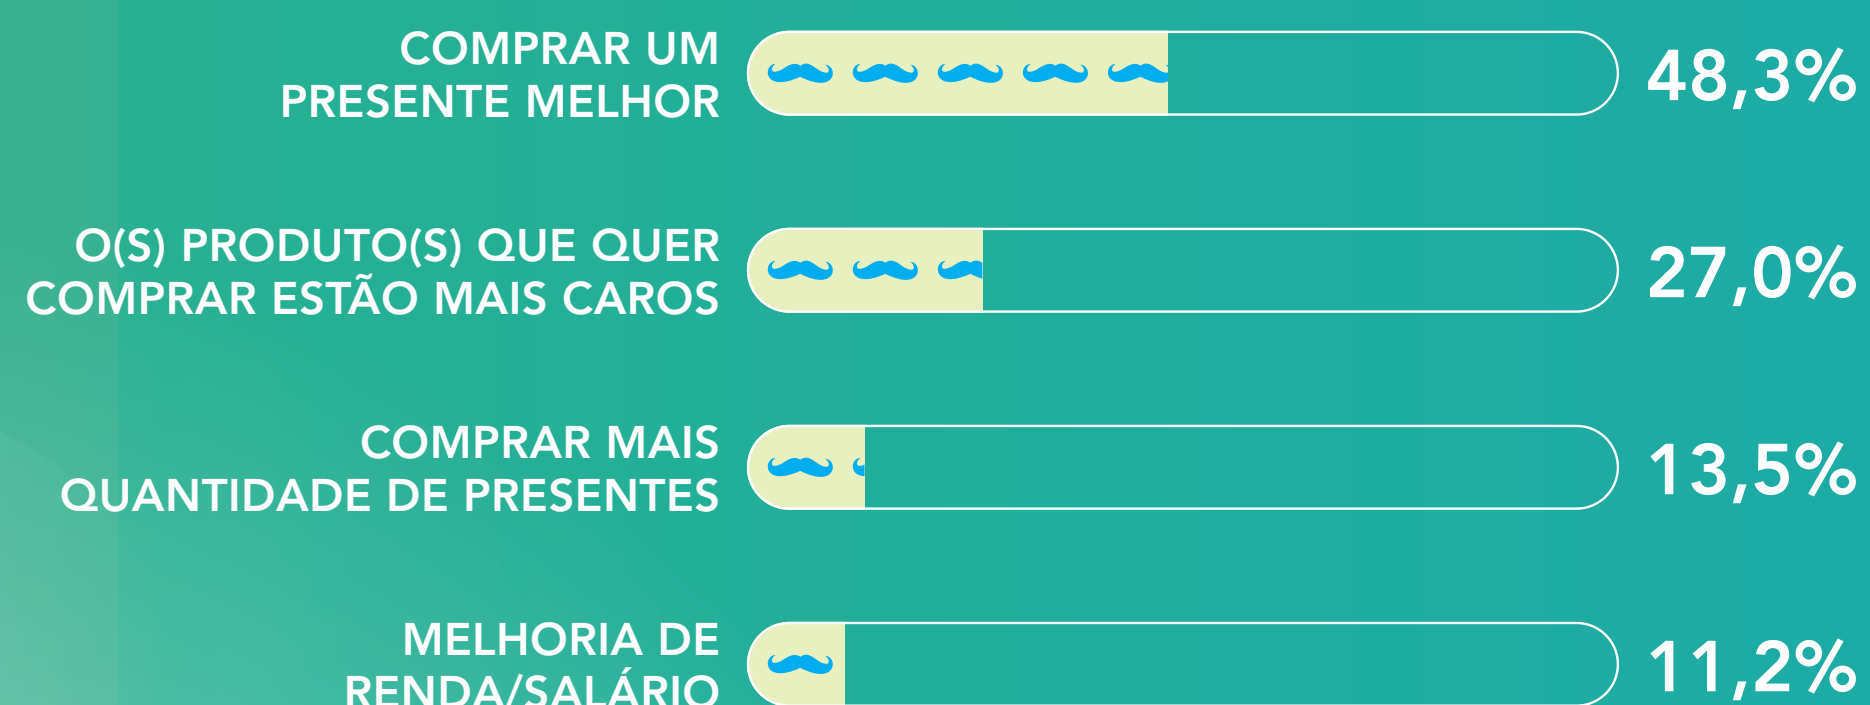 COMPRAR UM
PRESENTE MELHOR
48,3%
O(S) PRODUTO(S) QUE QUER
COMPRAR ESTÃO MAIS CAROS
27,0%
COMPRAR MAIS
QUANTIDADE DE PRESENTES
13,5%
MELHORIA DE
RENDA/SALÁRIO
11,2%